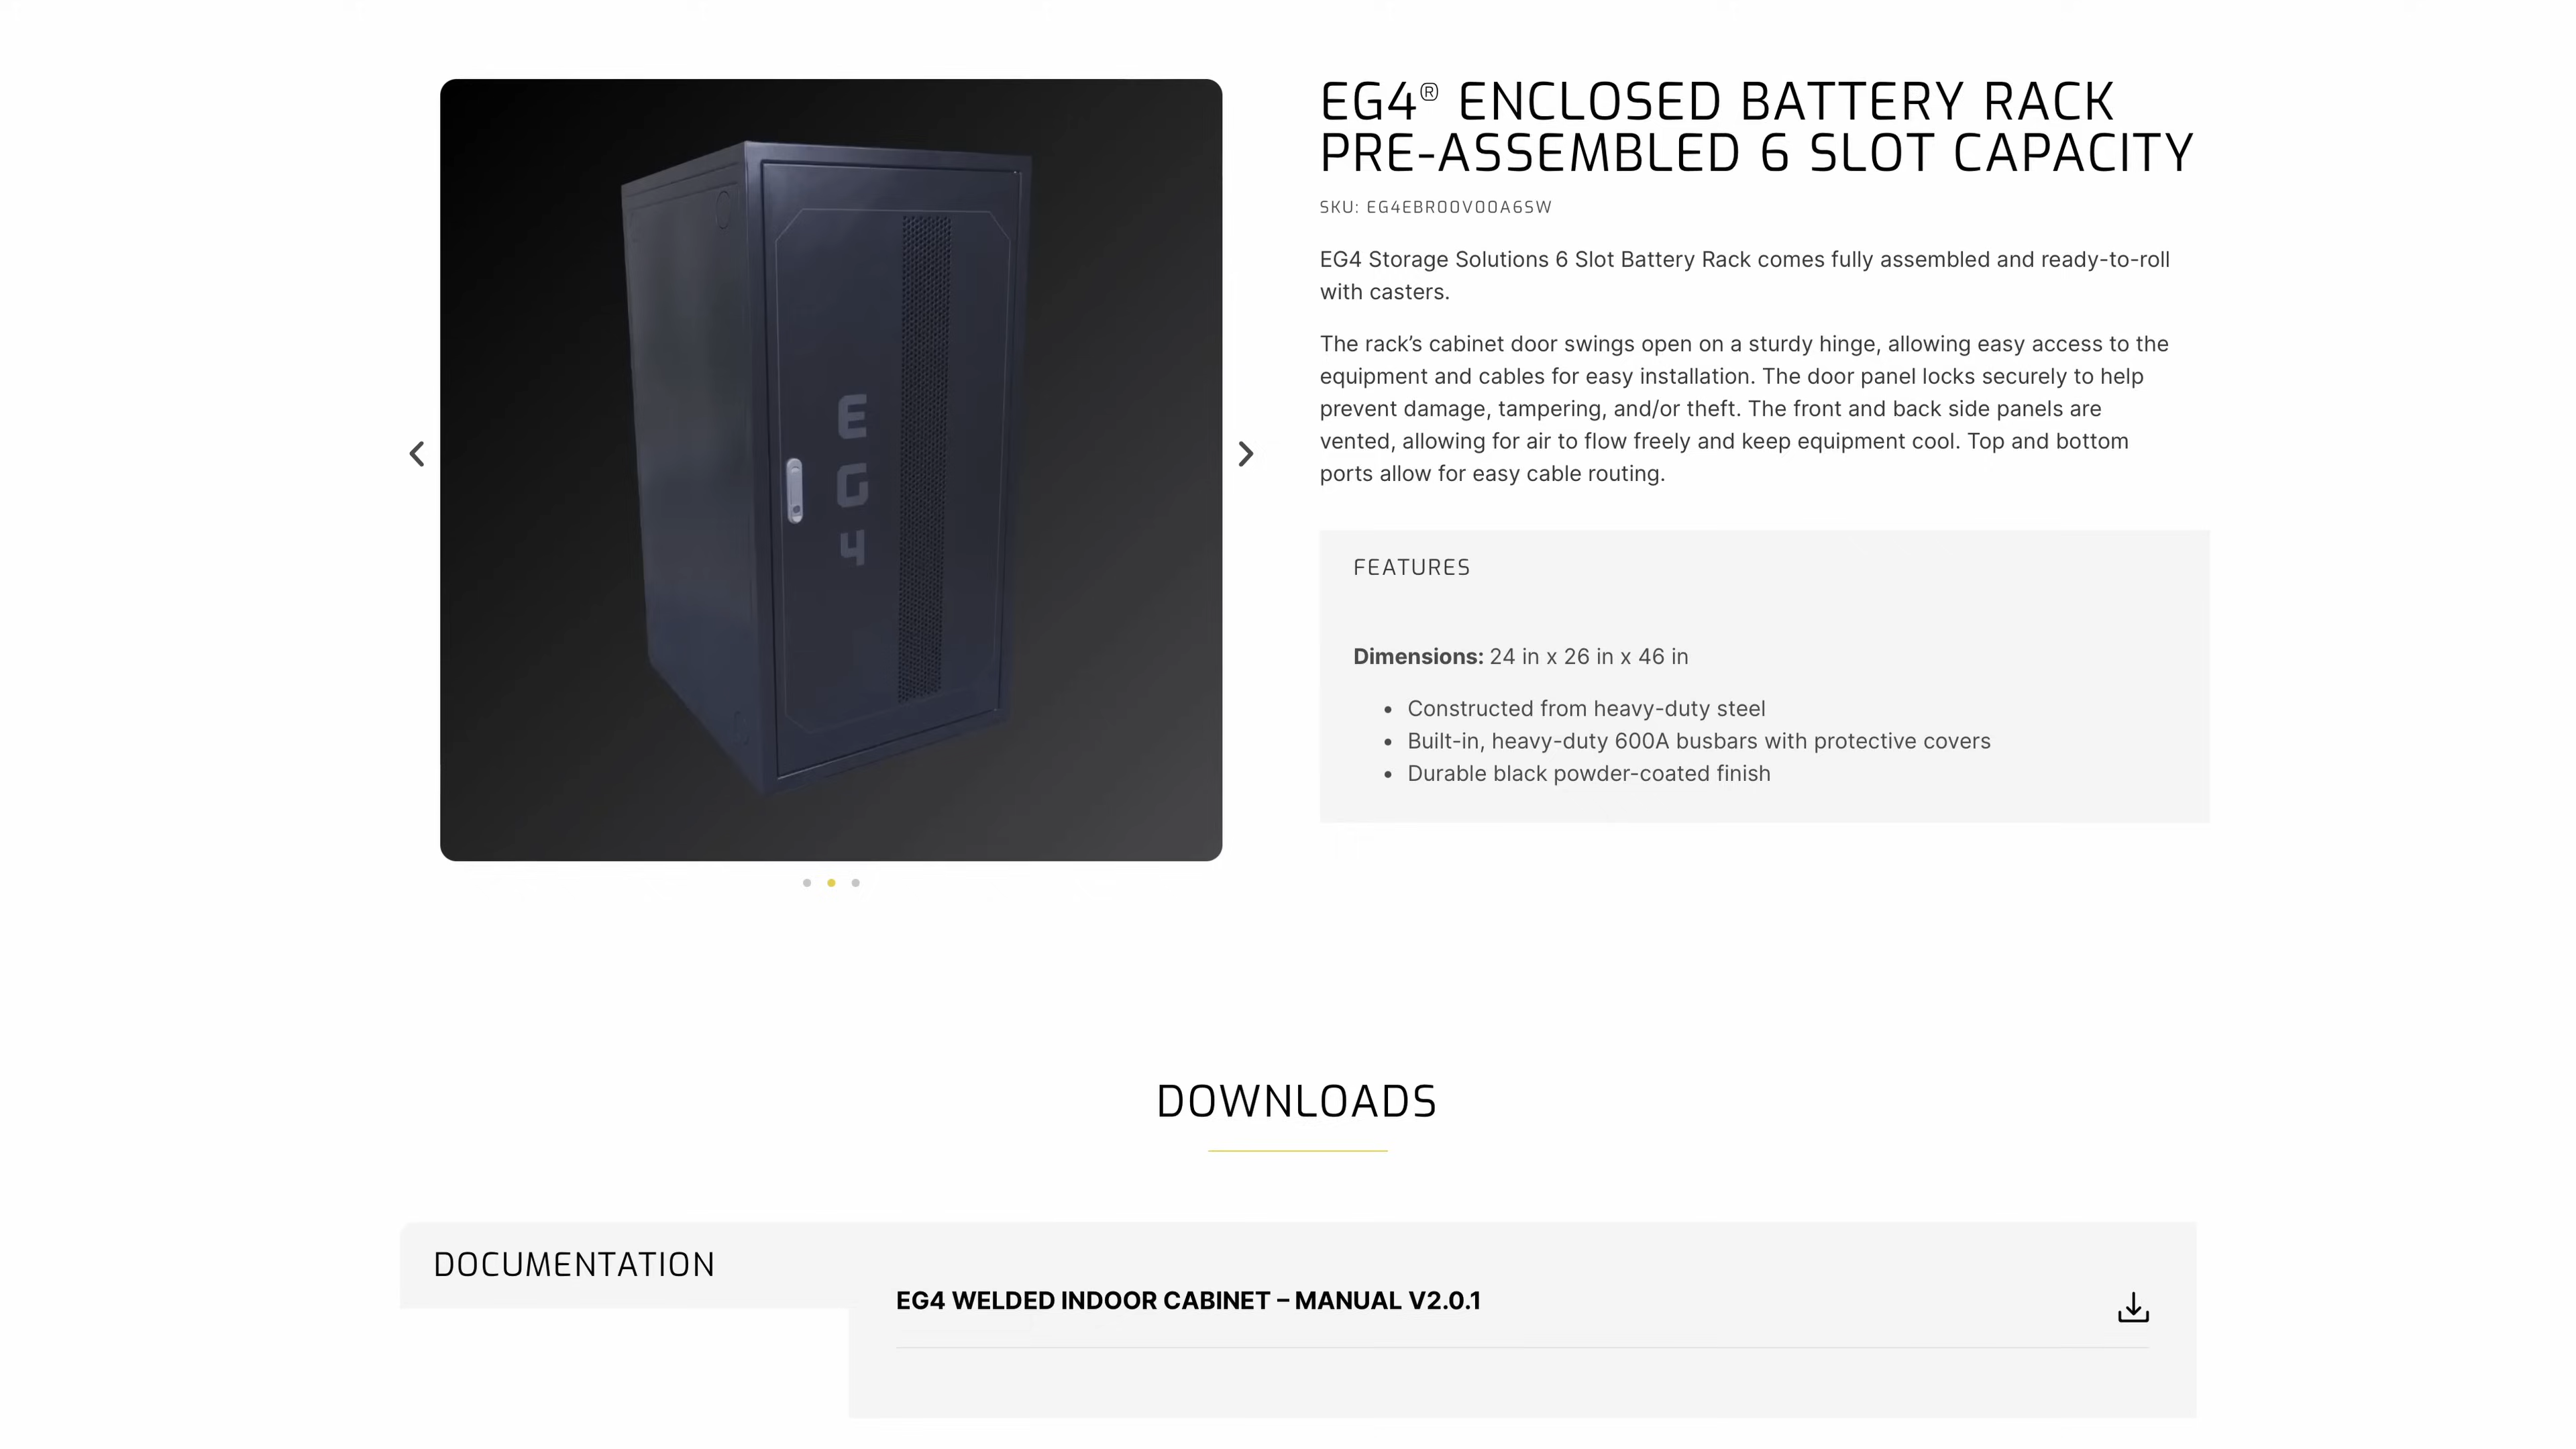 EG4® ENCLOSED BATTERY RACK
PRE-ASSEMBLED 6 SLOT CAPACITY
SKU: EG4EBR00V00A6SW
EG4 Storage Solutions 6 Slot Battery Rack comes fully assembled and ready-to-roll
with casters.
The rack’s cabinet door swings open on a sturdy hinge, allowing easy access to the
equipment and cables for easy installation. The door panel locks securely to help
prevent damage, tampering, and/or theft. The front and back side panels are
vented, allowing for air to flow freely and keep equipment cool. Top and bottom
ports allow for easy cable routing.
E
G
4
FEATURES
Dimensions: 24 in x 26 in x 46 in
• Constructed from heavy-duty steel
• Built-in, heavy-duty 600A busbars with protective covers
• Durable black powder-coated finish
DOWNLOADS
DOCUMENTATION
EG4 WELDED INDOOR CABINET – MANUAL V2.0.1